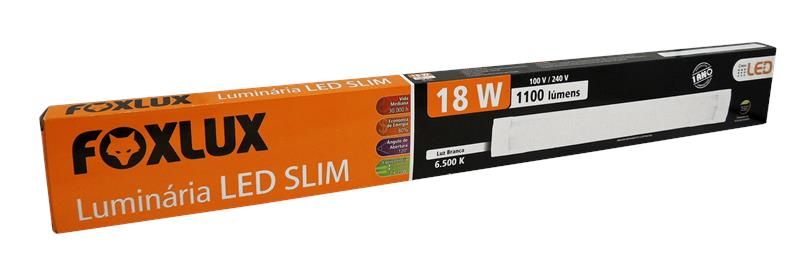 FOXLUX
Luminária LED SLIM
FOXLUX
Luminária LED SLIM
Vida
Mediana
30.000 h
Economia
de Energia
80%
Ângulo de
Abertura
120°
18 W
100 V / 240 V
1100 lúmens
Luz Branca
6.500 K
1 ANO
LED